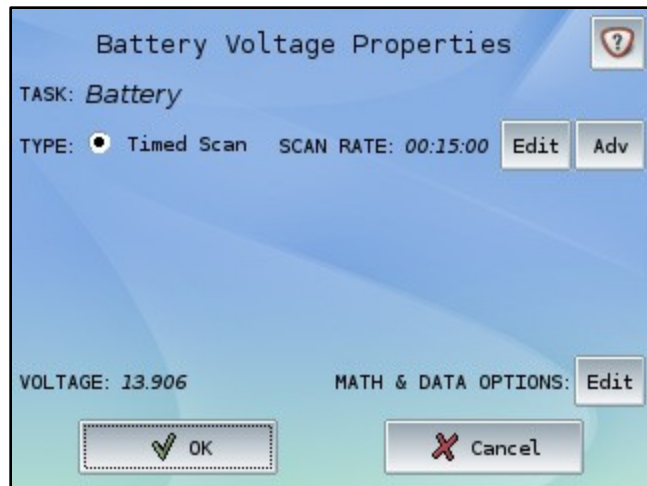 Battery Voltage Properties ?
TASK: Battery
TYPE: Timed Scan SCAN RATE: 00:15:00 Edit Adv
VOLTAGE: 13.906 MATH & DATA OPTIONS: Edit
OK Cancel